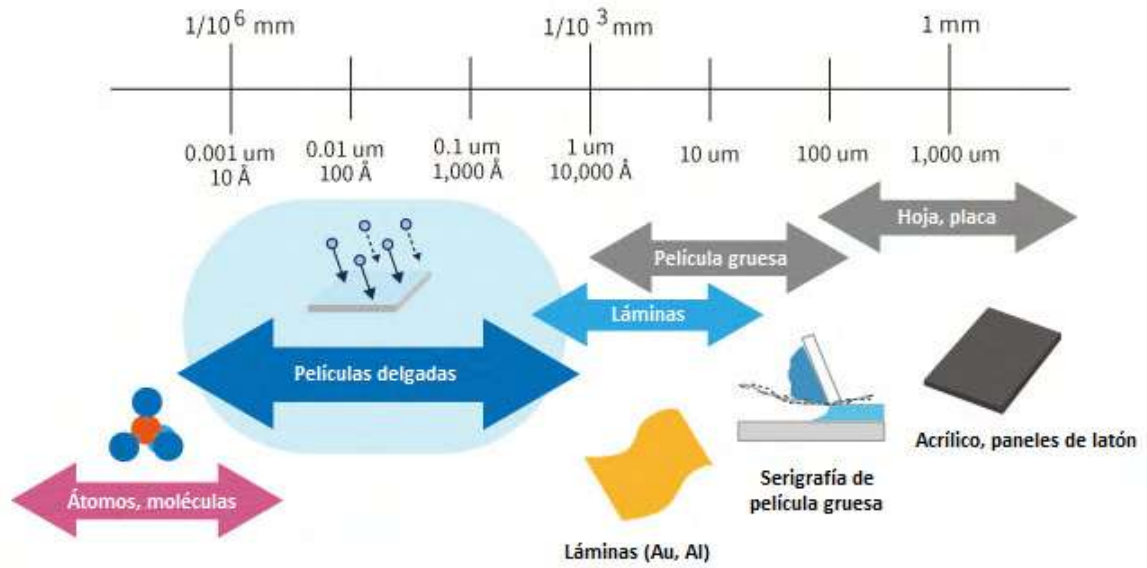 1/10⁶ mm
1/10 ³ mm
1 mm
0.001 um
10 Å
0.01 um
100 Å
0.1 um
1,000 Å
1 um
10,000 Å
10 um
100 um
1,000 um
Hoja, placa
Película gruesa
Láminas
Películas delgadas
Átomos, moléculas
Láminas (Au, Al)
Serigrafía de
película gruesa
Acrílico, paneles de latón